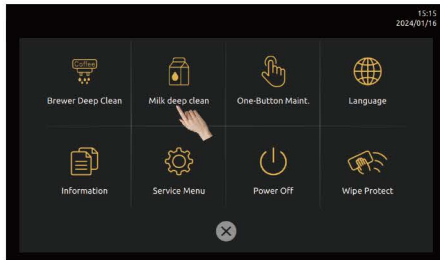 15:15
2024/01/16
Coffee
Brewer Deep Clean
Milk deep clean
One-Button Maint.
Language
Information
Service Menu
Power Off
Wipe Protect